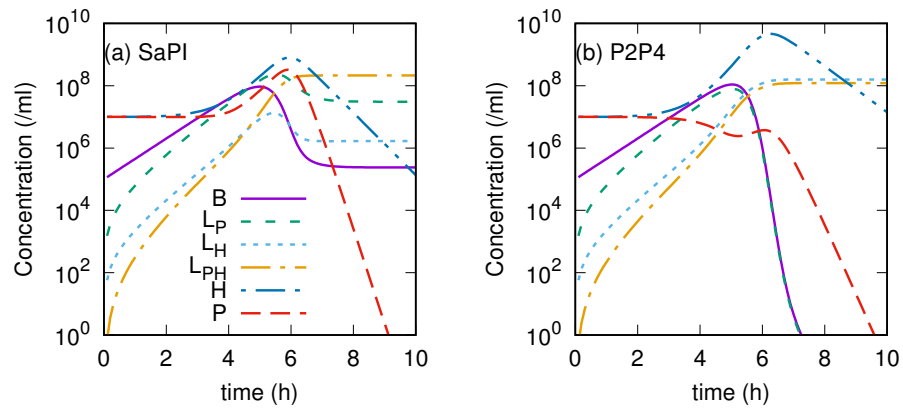 (a) SaPI
(b) P2P4
Concentration (/ml)
10^10
10^8
10^6
10^4
10^2
10^0
0 2 4 6 8 10
time (h)
B
L_P
L_H
L_PH
H
P
Concentration (/ml)
10^10
10^8
10^6
10^4
10^2
10^0
0 2 4 6 8 10
time (h)